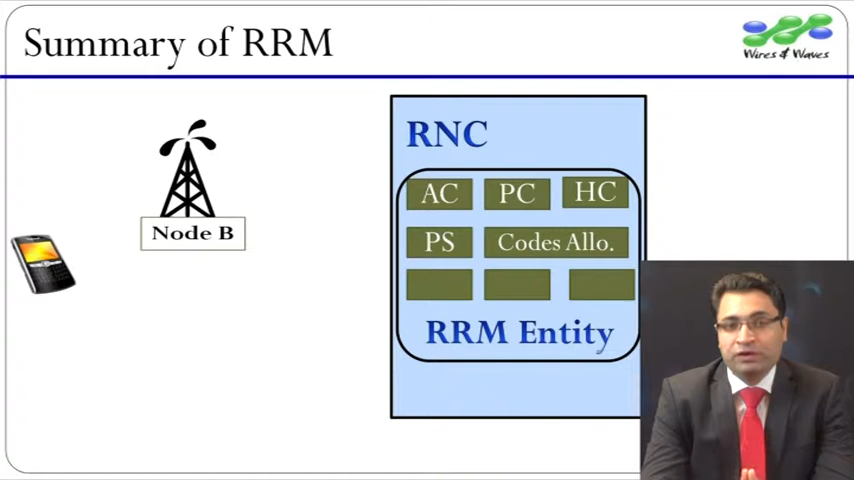 Summary of RRM
Wires & Waves
RNC
AC PC HC
Node B
PS Codes Allo.
RRM Entity